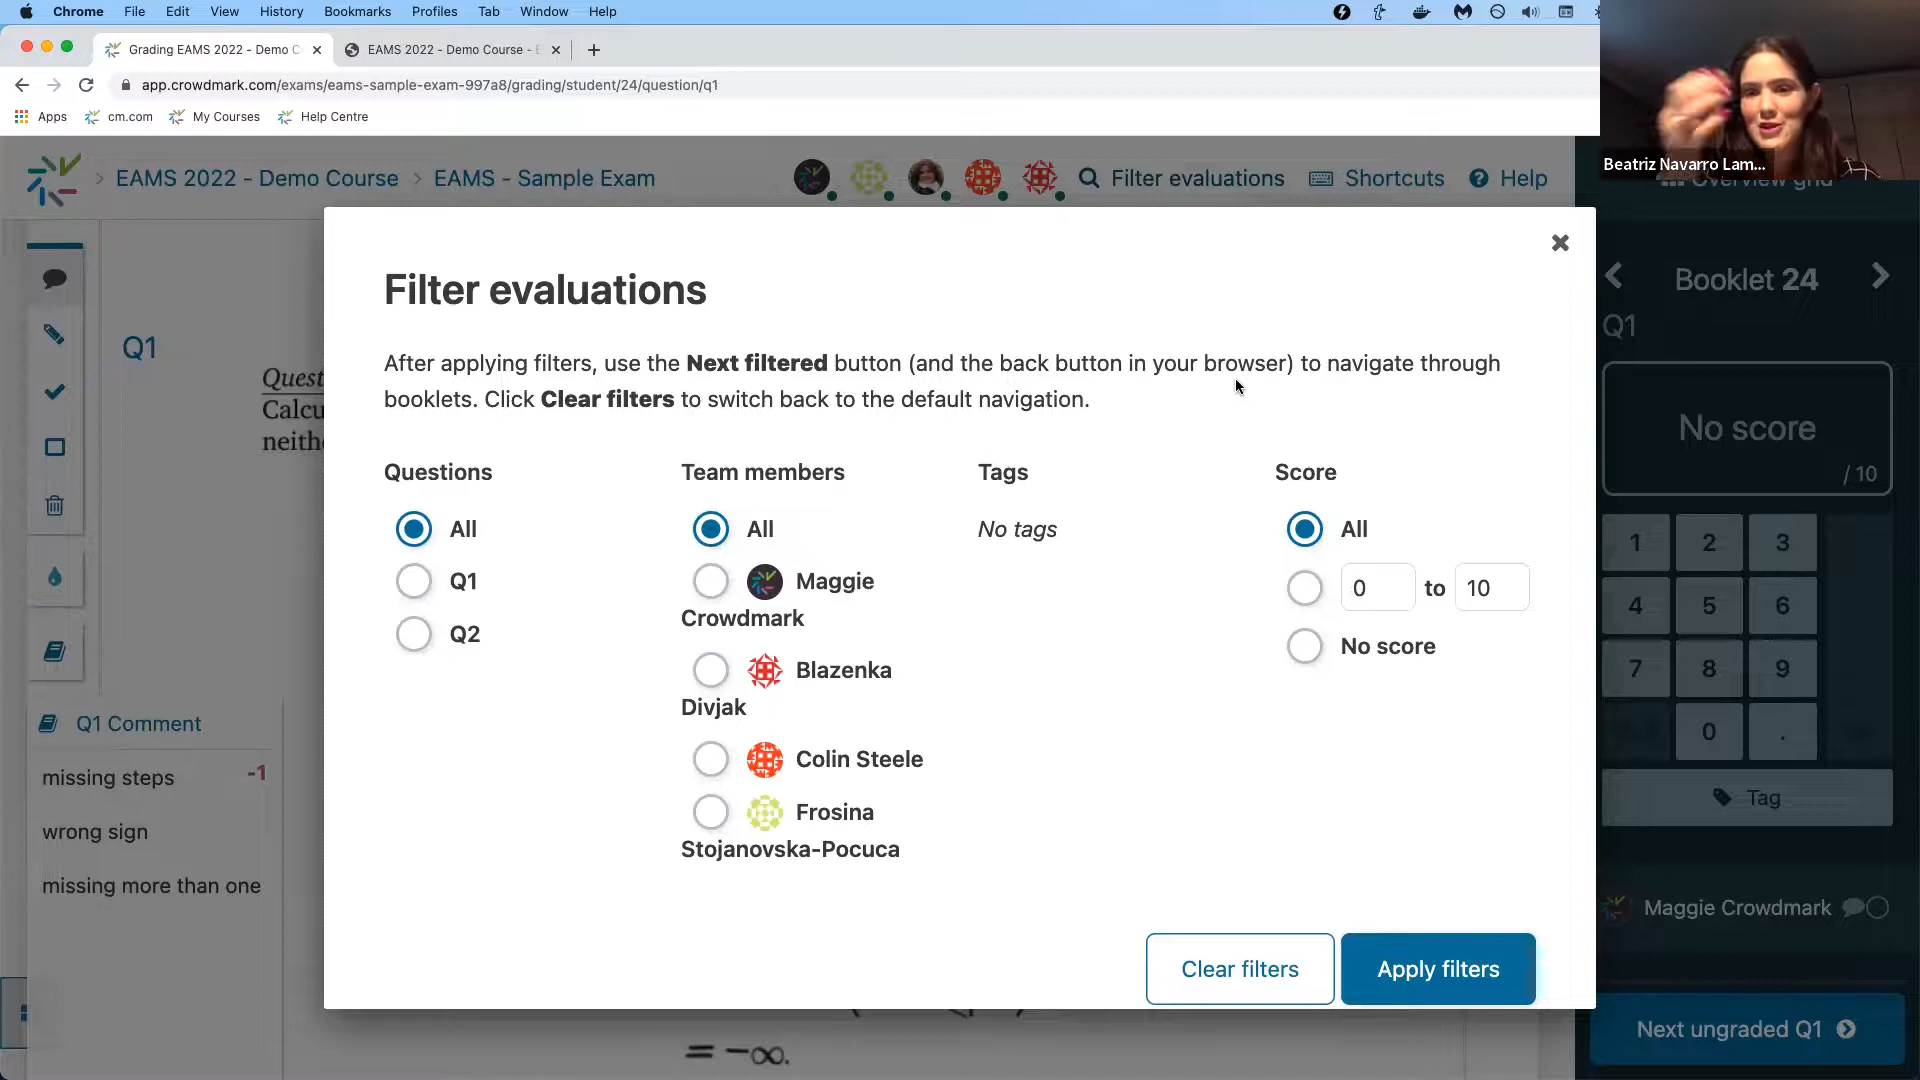 Chrome File Edit View History Bookmarks Profiles Tab Window Help
Grading EAMS 2022 - Demo C
EAMS 2022 - Demo Course - E
app.crowdmark.com/exams/eams-sample-exam-997a8/grading/student/24/question/q1
Apps cm.com My Courses Help Centre
Beatriz Navarro Lam...
EAMS 2022 - Demo Course > EAMS - Sample Exam
Filter evaluations Shortcuts Help
Overview grid
Filter evaluations
After applying filters, use the Next filtered button (and the back button in your browser) to navigate through
booklets. Click Clear filters to switch back to the default navigation.
Questions
All
Q1
Q2
Team members
All
Maggie
Crowdmark
Blazenka
Divjak
Colin Steele
Frosina
Stojanovska-Pocuca
Tags
No tags
Score
All
0 to 10
No score
Clear filters
Apply filters
Q1
Quest
Calcu
neith
Q1 Comment
missing steps -1
wrong sign
missing more than one
= -∞.
Booklet 24
Q1
No score
/ 10
1 2 3
4 5 6
7 8 9
0 .
Tag
Maggie Crowdmark
Next ungraded Q1